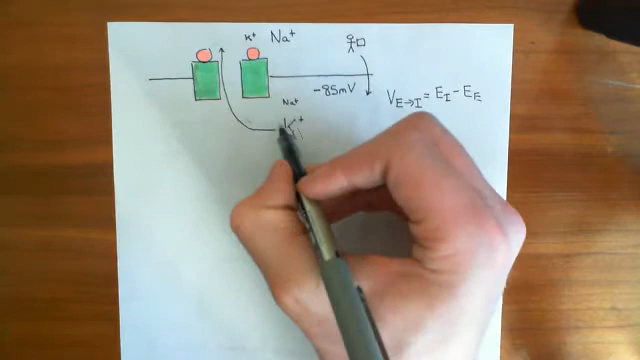 K⁺ Na⁺
-85mV
V_E→I = E_I - E_E
Na⁺
K⁺